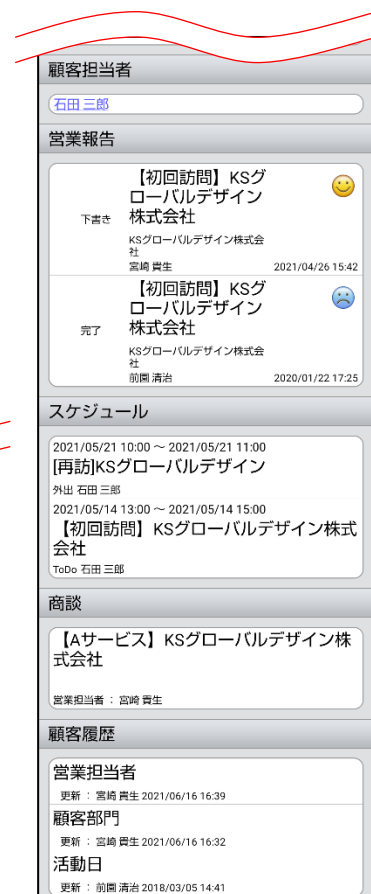 顧客担当者
石田 三郎
営業報告
下書き
【初回訪問】KSグ
ローバルデザイン
株式会社
KSグローバルデザイン株式会
社
宮崎 貴生 2021/04/26 15:42
完了
【初回訪問】KSグ
ローバルデザイン
株式会社
KSグローバルデザイン株式会
社
前園 清治 2020/01/22 17:25
スケジュール
2021/05/21 10:00 ～ 2021/05/21 11:00
[再訪]KSグローバルデザイン
外出 石田 三郎
2021/05/14 13:00 ～ 2021/05/14 15:00
【初回訪問】KSグローバルデザイン株式
会社
ToDo 石田 三郎
商談
【Aサービス】KSグローバルデザイン株
式会社
営業担当者 ： 宮崎 貴生
顧客履歴
営業担当者
更新 ： 宮崎 貴生 2021/06/16 16:39
顧客部門
更新 ： 宮崎 貴生 2021/06/16 16:32
活動日
更新 ： 前園 清治 2018/03/05 14:41